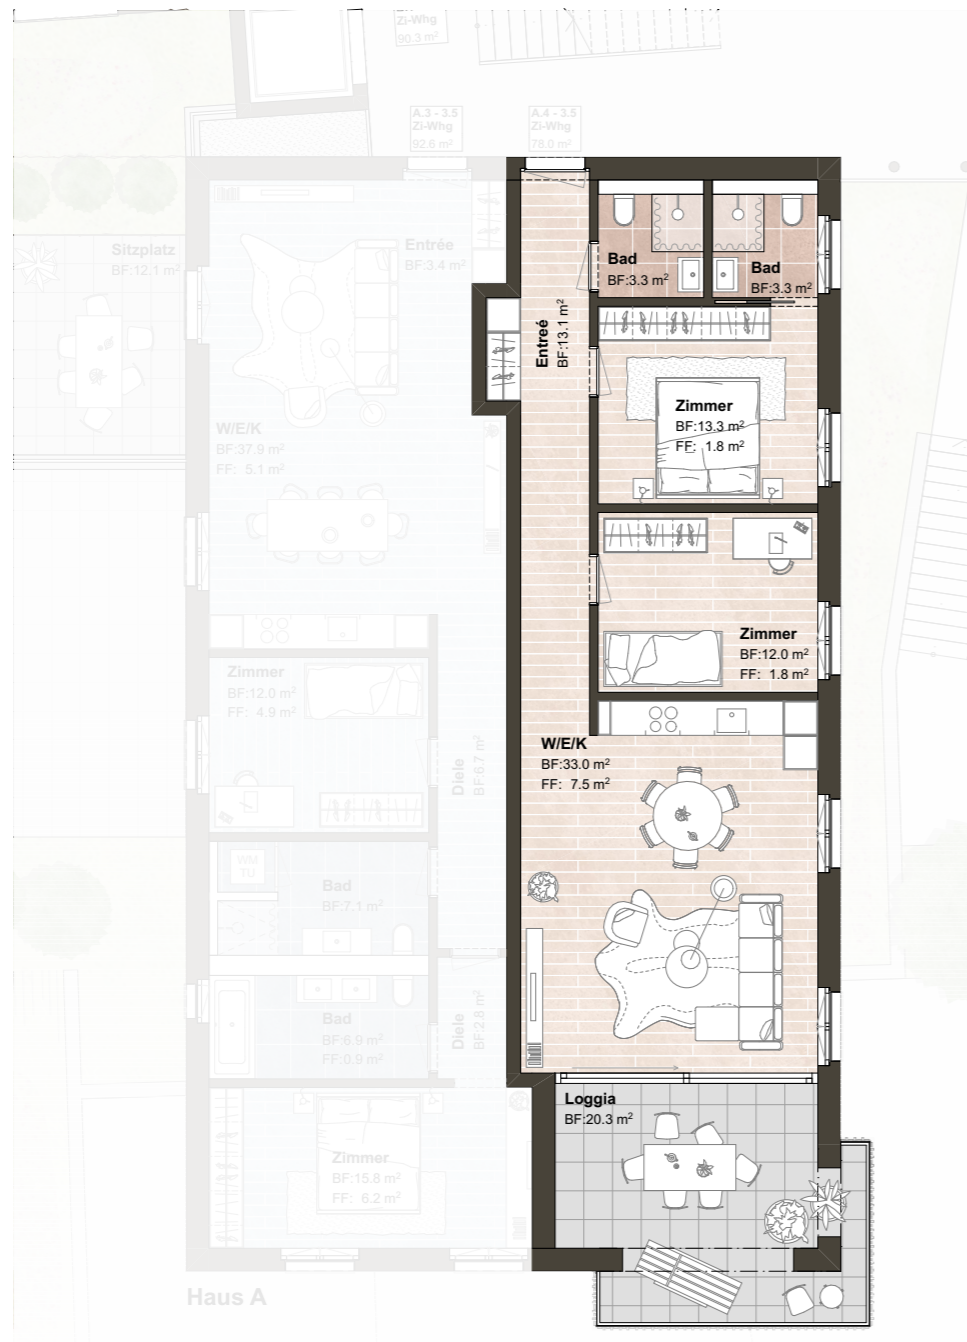 Zi-Whg
90.3 m²
A.3 - 3.5
Zi-Whg
92.6 m²
A.4 - 3.5
Zi-Whg
78.0 m²
Sitzplatz
BF:12.1 m²
Entrée
BF:3.4 m²
Bad
BF:3.3 m²
Bad
BF:3.3 m²
Entreé
BF:13.1 m²
W/E/K
BF:37.9 m²
FF: 5.1 m²
Zimmer
BF:13.3 m²
FF: 1.8 m²
Zimmer
BF:12.0 m²
FF: 1.8 m²
Zimmer
BF:12.0 m²
FF: 4.9 m²
Diele
BF:6.7 m²
W/E/K
BF:33.0 m²
FF: 7.5 m²
WM
TU
Bad
BF:7.1 m²
Bad
BF:6.9 m²
FF:0.9 m²
Diele
BF:2.8 m²
Loggia
BF:20.3 m²
Zimmer
BF:15.8 m²
FF: 6.2 m²
Haus A